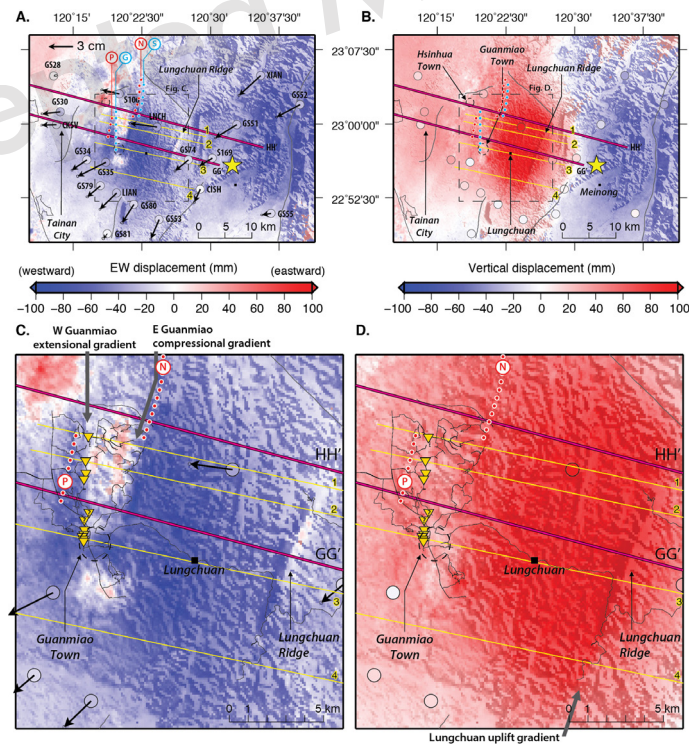 A.
120°15' 120°22'30" 120°30' 120°37'30"
3 cm
P G N S
GS28
GS30
CKSV
S106
LNCH
Lungchuan Ridge
Fig. C.
XIAN
GS52
GS51
1
2
HH'
GS34
GS35
GS74
S169
3
GG'
GS79
LIAN
GS80
4
CISH
GS53
GS55
GS81
Tainan
City
0 5 10 km
B.
120°15' 120°22'30" 120°30' 120°37'30"
23°07'30"
23°00'00"
22°52'30"
Hsinhua
Town
Guanmiao
Town
Lungchuan Ridge
Fig. D.
1
2
HH'
3
GG'
4
Meinong
Tainan
City
Lungchuan
0 5 10 km
(westward) EW displacement (mm) (eastward)
−100 −80 −60 −40 −20 0 20 40 60 80 100
Vertical displacement (mm)
−100 −80 −60 −40 −20 0 20 40 60 80 100
C.
W Guanmiao
extensional gradient
E Guanmiao
compressional gradient
N
P
HH'
1
2
GG'
Lungchuan
3
Guanmiao
Town
Lungchuan
Ridge
4
0 1 5 km
D.
N
P
HH'
1
2
GG'
Lungchuan
3
Guanmiao
Town
Lungchuan
Ridge
4
0 1 5 km
Lungchuan uplift gradient